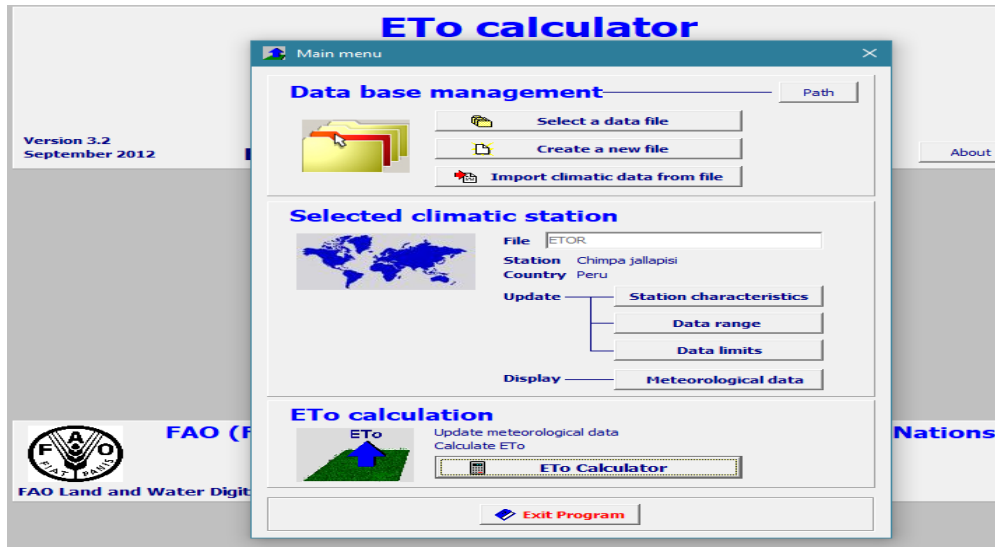 ETo calculator
Main menu
Data base management
Path
Select a data file
Create a new file
Import climatic data from file
Version 3.2
September 2012
About
Selected climatic station
File ETOR
Station Chimpa jallapisi
Country Peru
Update
Station characteristics
Data range
Data limits
Display
Meteorological data
ETo calculation
ETo
Update meteorological data
Calculate ETo
ETo Calculator
FAO (F
Nations
F A O
FIAT PANIS
FAO Land and Water Digit
Exit Program